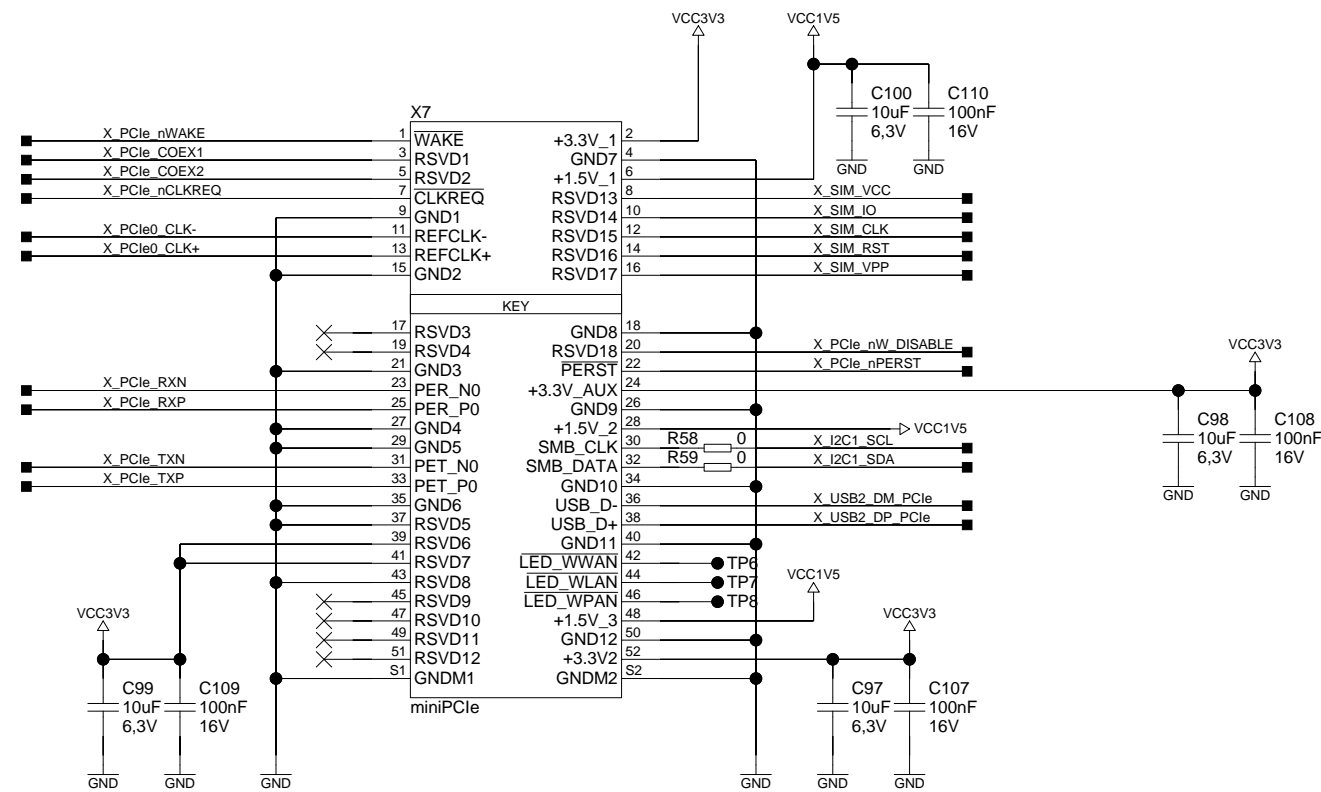 VCC3V3 VCC1V5
C100 C110
10uF 100nF
6,3V 16V
GND GND
X7
X_PCIe_nWAKE 1 WAKE +3.3V_1 2
X_PCIe_COEX1 3 RSVD1 GND7 4
X_PCIe_COEX2 5 RSVD2 +1.5V_1 6
X_PCIe_nCLKREQ 7 CLKREQ RSVD13 8 X_SIM_VCC
9 GND1 RSVD14 10 X_SIM_IO
X_PCIe0_CLK- 11 REFCLK- RSVD15 12 X_SIM_CLK
X_PCIe0_CLK+ 13 REFCLK+ RSVD16 14 X_SIM_RST
15 GND2 RSVD17 16 X_SIM_VPP
KEY
17 RSVD3 GND8 18
19 RSVD4 RSVD18 20 X_PCIe_nW_DISABLE
21 GND3 PERST 22 X_PCIe_nPERST
VCC3V3
X_PCIe_RXN 23 PER_N0 +3.3V_AUX 24
X_PCIe_RXP 25 PER_P0 GND9 26
27 GND4 +1.5V_2 28 VCC1V5
29 GND5 SMB_CLK 30 R58 0 X_I2C1_SCL
X_PCIe_TXN 31 PET_N0 SMB_DATA 32 R59 0 X_I2C1_SDA
X_PCIe_TXP 33 PET_P0 GND10 34
C98 C108
10uF 100nF
6,3V 16V
GND GND
35 GND6 USB_D- 36 X_USB2_DM_PCIe
37 RSVD5 USB_D+ 38 X_USB2_DP_PCIe
39 RSVD6 GND11 40
41 RSVD7 LED_WWAN 42 TP6
43 RSVD8 LED_WLAN 44 TP7
45 RSVD9 LED_WPAN 46 TP8
VCC1V5
47 RSVD10 +1.5V_3 48
49 RSVD11 GND12 50
51 RSVD12 +3.3V2 52
S1 GNDM1 GNDM2 S2
miniPCIe
VCC3V3 VCC3V3
C99 C109 C97 C107
10uF 100nF 10uF 100nF
6,3V 16V 6,3V 16V
GND GND GND GND GND GND